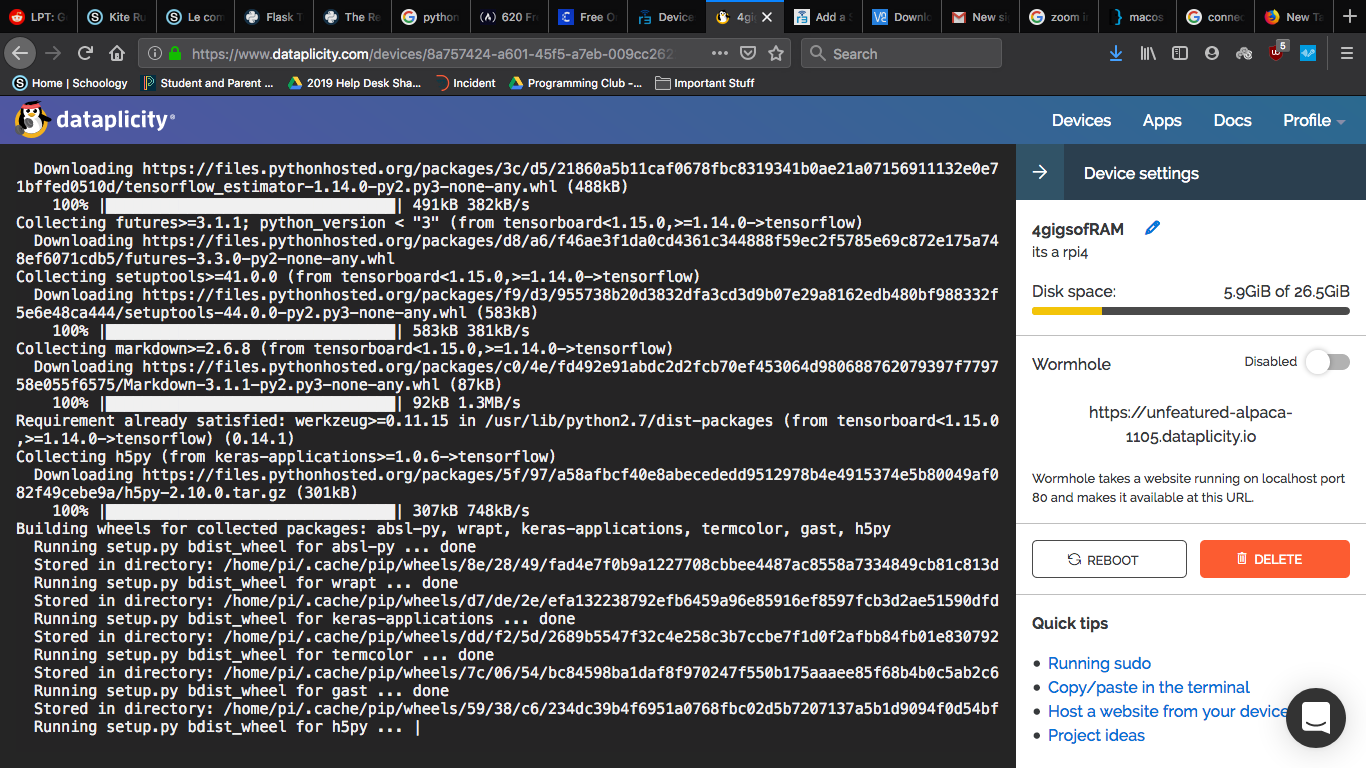 LPT: G
Kite Ru
Le com
Flask T
The Re
python
620 Fr
Free O
Device
4gi
Add a S
Downl
New si
zoom i
macos
connec
New Ta
https://www.dataplicity.com/devices/8a757424-a601-45f5-a7eb-009cc262
Search
5
Home | Schoology
Student and Parent ...
2019 Help Desk Sha...
Incident
Programming Club -...
Important Stuff
dataplicity
Devices
Apps
Docs
Profile
Downloading https://files.pythonhosted.org/packages/3c/d5/21860a5b11caf0678fbc8319341b0ae21a07156911132e0e7
1bffed0510d/tensorflow_estimator-1.14.0-py2.py3-none-any.whl (488kB)
100% |████████████████████████████████| 491kB 382kB/s
Collecting futures>=3.1.1; python_version < "3" (from tensorboard<1.15.0,>=1.14.0->tensorflow)
Downloading https://files.pythonhosted.org/packages/d8/a6/f46ae3f1da0cd4361c344888f59ec2f5785e69c872e175a74
8ef6071cdb5/futures-3.3.0-py2-none-any.whl
Collecting setuptools>=41.0.0 (from tensorboard<1.15.0,>=1.14.0->tensorflow)
Downloading https://files.pythonhosted.org/packages/f9/d3/955738b20d3832dfa3cd3d9b07e29a8162edb480bf988332f
5e6e48ca444/setuptools-44.0.0-py2.py3-none-any.whl (583kB)
100% |████████████████████████████████| 583kB 381kB/s
Collecting markdown>=2.6.8 (from tensorboard<1.15.0,>=1.14.0->tensorflow)
Downloading https://files.pythonhosted.org/packages/c0/4e/fd492e91abdc2d2fcb70ef453064d980688762079397f7797
58e055f6575/Markdown-3.1.1-py2.py3-none-any.whl (87kB)
100% |████████████████████████████████| 92kB 1.3MB/s
Requirement already satisfied: werkzeug>=0.11.15 in /usr/lib/python2.7/dist-packages (from tensorboard<1.15.0
,>=1.14.0->tensorflow) (0.14.1)
Collecting h5py (from keras-applications>=1.0.6->tensorflow)
Downloading https://files.pythonhosted.org/packages/5f/97/a58afbcf40e8abecededd9512978b4e4915374e5b80049af0
82f49cebe9a/h5py-2.10.0.tar.gz (301kB)
100% |████████████████████████████████| 307kB 748kB/s
Building wheels for collected packages: absl-py, wrapt, keras-applications, termcolor, gast, h5py
Running setup.py bdist_wheel for absl-py ... done
Stored in directory: /home/pi/.cache/pip/wheels/8e/28/49/fad4e7f0b9a1227708cbbee4487ac8558a7334849cb81c813d
Running setup.py bdist_wheel for wrapt ... done
Stored in directory: /home/pi/.cache/pip/wheels/d7/de/2e/efa132238792efb6459a96e85916ef8597fcb3d2ae51590dfd
Running setup.py bdist_wheel for keras-applications ... done
Stored in directory: /home/pi/.cache/pip/wheels/dd/f2/5d/2689b5547f32c4e258c3b7ccbe7f1d0f2afbb84fb01e830792
Running setup.py bdist_wheel for termcolor ... done
Stored in directory: /home/pi/.cache/pip/wheels/7c/06/54/bc84598ba1daf8f970247f550b175aaaee85f68b4b0c5ab2c6
Running setup.py bdist_wheel for gast ... done
Stored in directory: /home/pi/.cache/pip/wheels/59/38/c6/234dc39b4f6951a0768fbc02d5b7207137a5b1d9094f0d54bf
Running setup.py bdist_wheel for h5py ... |
Device settings
4gigsofRAM
its a rpi4
Disk space: 5.9GiB of 26.5GiB
Wormhole Disabled
https://unfeatured-alpaca-
1105.dataplicity.io
Wormhole takes a website running on localhost port
80 and makes it available at this URL.
REBOOT
DELETE
Quick tips
• Running sudo
• Copy/paste in the terminal
• Host a website from your device
• Project ideas